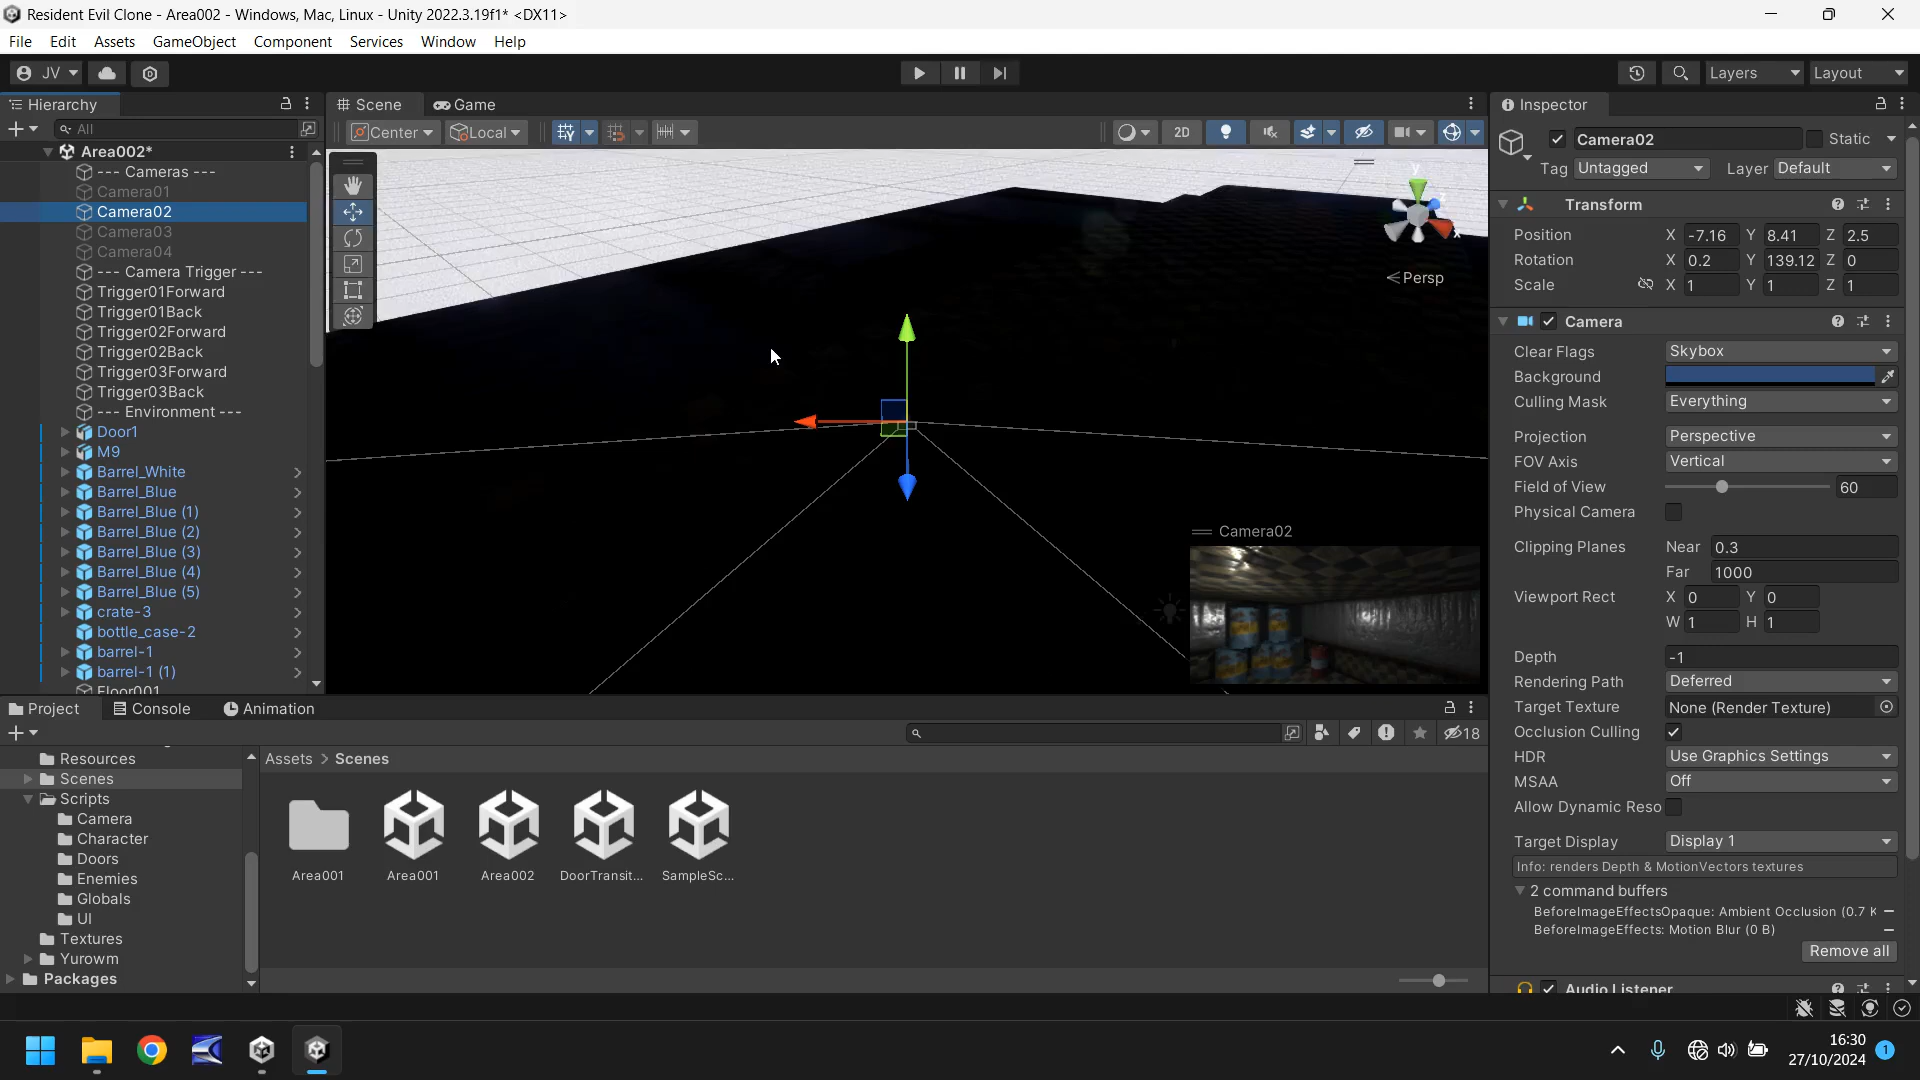 Resident Evil Clone - Area002 - Windows, Mac, Linux - Unity 2022.3.19f1* <DX11>
File Edit Assets GameObject Component Services Window Help
JV Layers Layout
Hierarchy
All
Area002*
--- Cameras ---
Camera01
Camera02
Camera03
Camera04
--- Camera Trigger ---
Trigger01Forward
Trigger01Back
Trigger02Forward
Trigger02Back
Trigger03Forward
Trigger03Back
--- Environment ---
Door1
M9
Barrel_White
Barrel_Blue
Barrel_Blue (1)
Barrel_Blue (2)
Barrel_Blue (3)
Barrel_Blue (4)
Barrel_Blue (5)
crate-3
bottle_case-2
barrel-1
barrel-1 (1)
Floor001
Scene Game
Center Local 2D
y
x
z
Persp
Camera02
Inspector
Camera02 Static
Tag Untagged Layer Default
Transform
Position X -7.16 Y 8.41 Z 2.5
Rotation X 0.2 Y 139.12 Z 0
Scale X 1 Y 1 Z 1
Camera
Clear Flags Skybox
Background
Culling Mask Everything
Projection Perspective
FOV Axis Vertical
Field of View 60
Physical Camera
Clipping Planes Near 0.3
Far 1000
Viewport Rect X 0 Y 0
W 1 H 1
Depth -1
Rendering Path Deferred
Target Texture None (Render Texture)
Occlusion Culling
HDR Use Graphics Settings
MSAA Off
Allow Dynamic Reso
Target Display Display 1
Info: renders Depth & MotionVectors textures
2 command buffers
BeforeImageEffectsOpaque: Ambient Occlusion (0.7 K
BeforeImageEffects: Motion Blur (0 B)
Remove all
Audio Listener
Project Console Animation
18
Resources
Scenes
Scripts
Camera
Character
Doors
Enemies
Globals
UI
Textures
Yurowm
Packages
Assets > Scenes
Area001 Area001 Area002 DoorTransit... SampleSc...
16:30
27/10/2024
1